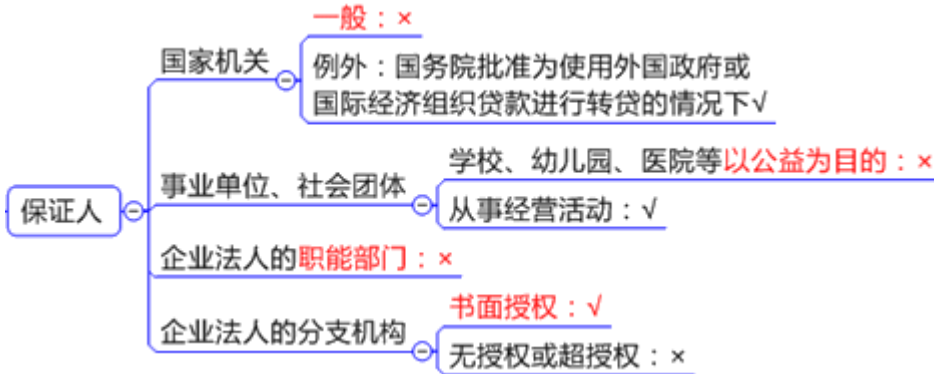 保证人
国家机关
一般：×
例外：国务院批准为使用外国政府或
国际经济组织贷款进行转贷的情况下√
事业单位、社会团体
学校、幼儿园、医院等以公益为目的：×
从事经营活动：√
企业法人的职能部门：×
企业法人的分支机构
书面授权：√
无授权或超授权：×